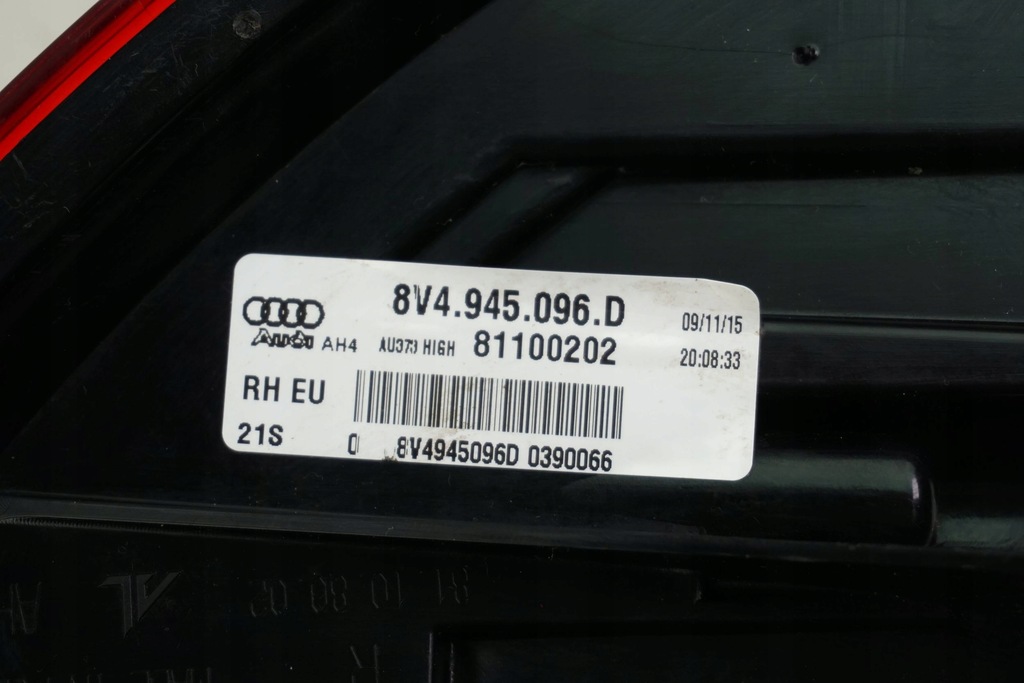 8V4.945.096.D
09/11/15
Audi AH4 AU373 HIGH 81100202
20:08:33
RH EU
21S
0 8V4945096D 0390066